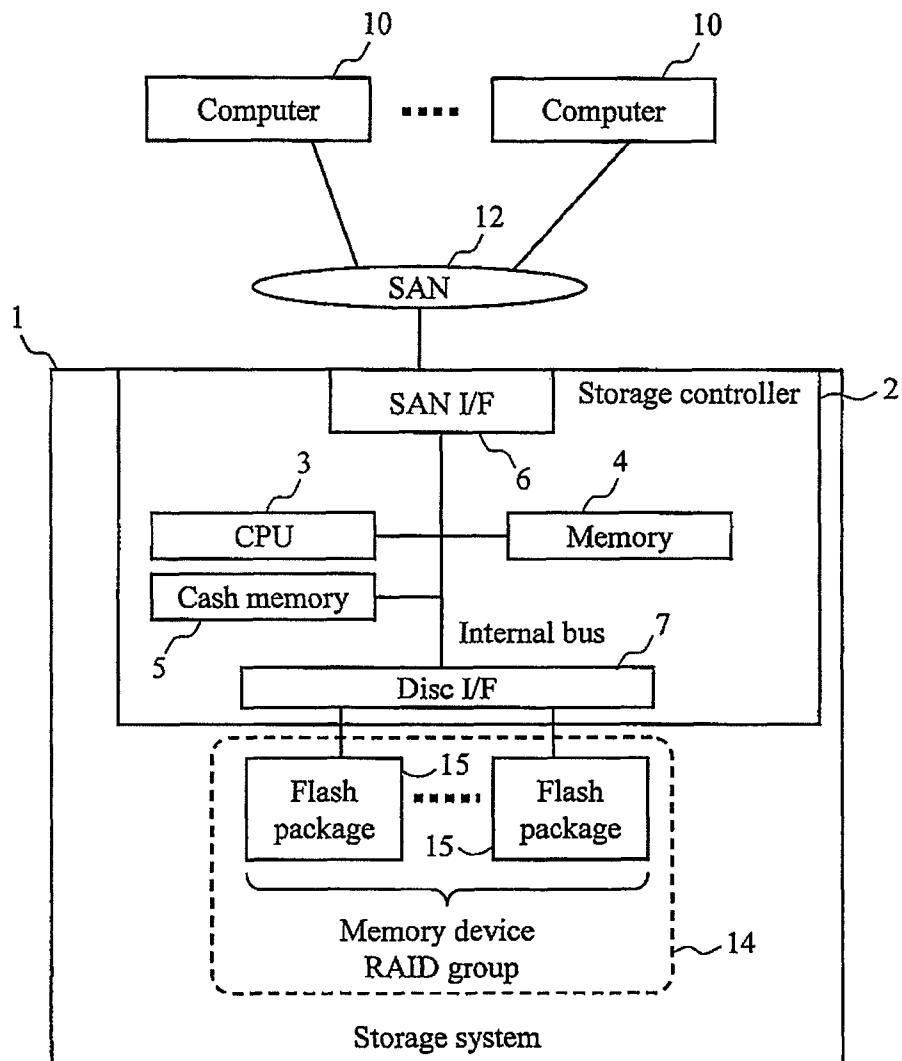 10
10
Computer
Computer
12
SAN
1
SAN I/F
Storage controller
2
6
3
4
CPU
Memory
Cash memory
5
Internal bus
7
Disc I/F
15
Flash
package
Flash
package
15
Memory device
RAID group
14
Storage system